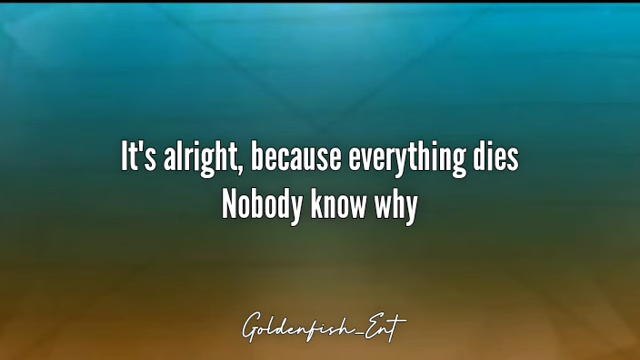 It's alright, because everything dies
Nobody know why
Goldenfish_Ent